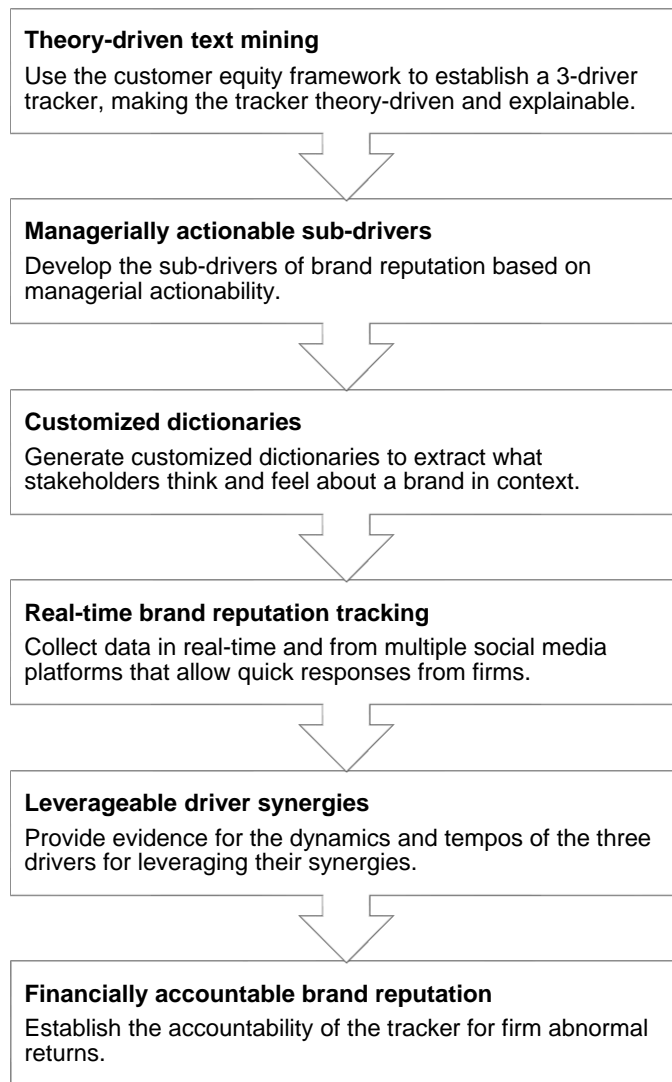 Theory-driven text mining
Use the customer equity framework to establish a 3-driver
tracker, making the tracker theory-driven and explainable.
Managerially actionable sub-drivers
Develop the sub-drivers of brand reputation based on
managerial actionability.
Customized dictionaries
Generate customized dictionaries to extract what
stakeholders think and feel about a brand in context.
Real-time brand reputation tracking
Collect data in real-time and from multiple social media
platforms that allow quick responses from firms.
Leverageable driver synergies
Provide evidence for the dynamics and tempos of the three
drivers for leveraging their synergies.
Financially accountable brand reputation
Establish the accountability of the tracker for firm abnormal
returns.